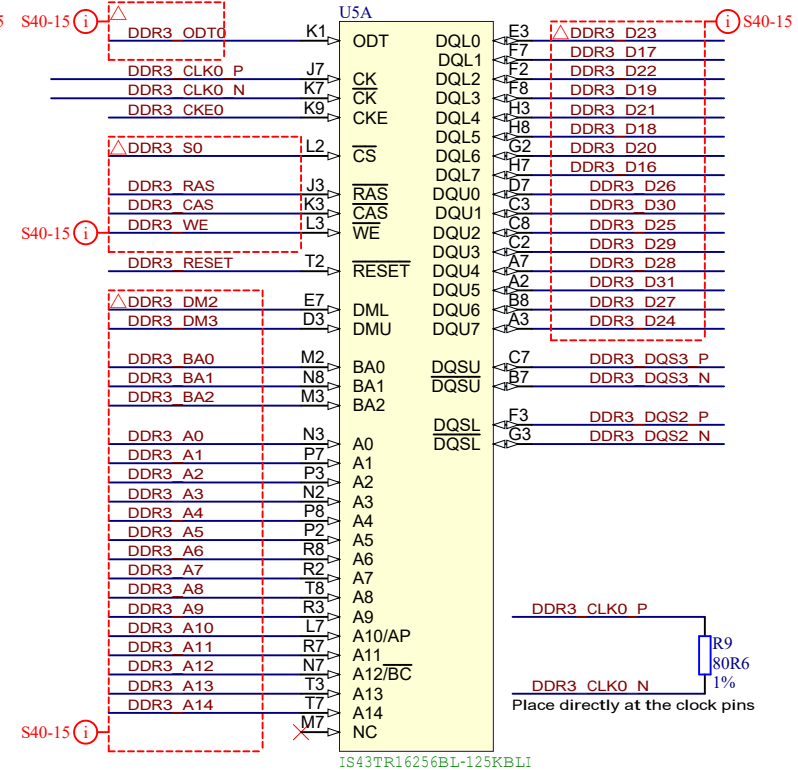 5 S40-15 i
DDR3_ODT0 K1 ODT
DDR3_CLK0_P J7 CK
DDR3_CLK0_N K7 CK
DDR3_CKE0 K9 CKE
DDR3_S0 L2 CS
DDR3_RAS J3 RAS
DDR3_CAS K3 CAS
S40-15 i DDR3_WE L3 WE
DDR3_RESET T2 RESET
DDR3_DM2 E7 DML
DDR3_DM3 D3 DMU
DDR3_BA0 M2 BA0
DDR3_BA1 N8 BA1
DDR3_BA2 M3 BA2
DDR3_A0 N3 A0
DDR3_A1 P7 A1
DDR3_A2 P3 A2
DDR3_A3 N2 A3
DDR3_A4 P8 A4
DDR3_A5 P2 A5
DDR3_A6 R8 A6
DDR3_A7 R2 A7
DDR3_A8 T8 A8
DDR3_A9 R3 A9
DDR3_A10 L7 A10/AP
DDR3_A11 R7 A11
DDR3_A12 N7 A12/BC
DDR3_A13 T3 A13
DDR3_A14 T7 A14
S40-15 i M7 NC
U5A
DQL0 E3 DDR3_D23
i S40-15
DQL1 F7 DDR3_D17
DQL2 F2 DDR3_D22
DQL3 F8 DDR3_D19
DQL4 H3 DDR3_D21
DQL5 H8 DDR3_D18
DQL6 G2 DDR3_D20
DQL7 H7 DDR3_D16
DQU0 D7 DDR3_D26
DQU1 C3 DDR3_D30
DQU2 C8 DDR3_D25
DQU3 C2 DDR3_D29
DQU4 A7 DDR3_D28
DQU5 A2 DDR3_D31
DQU6 B8 DDR3_D27
DQU7 A3 DDR3_D24
DQSU C7 DDR3_DQS3_P
DQSU B7 DDR3_DQS3_N
DQSL F3 DDR3_DQS2_P
DQSL G3 DDR3_DQS2_N
DDR3_CLK0_P
R9
80R6
1%
DDR3_CLK0_N
Place directly at the clock pins
IS43TR16256BL-125KBLI